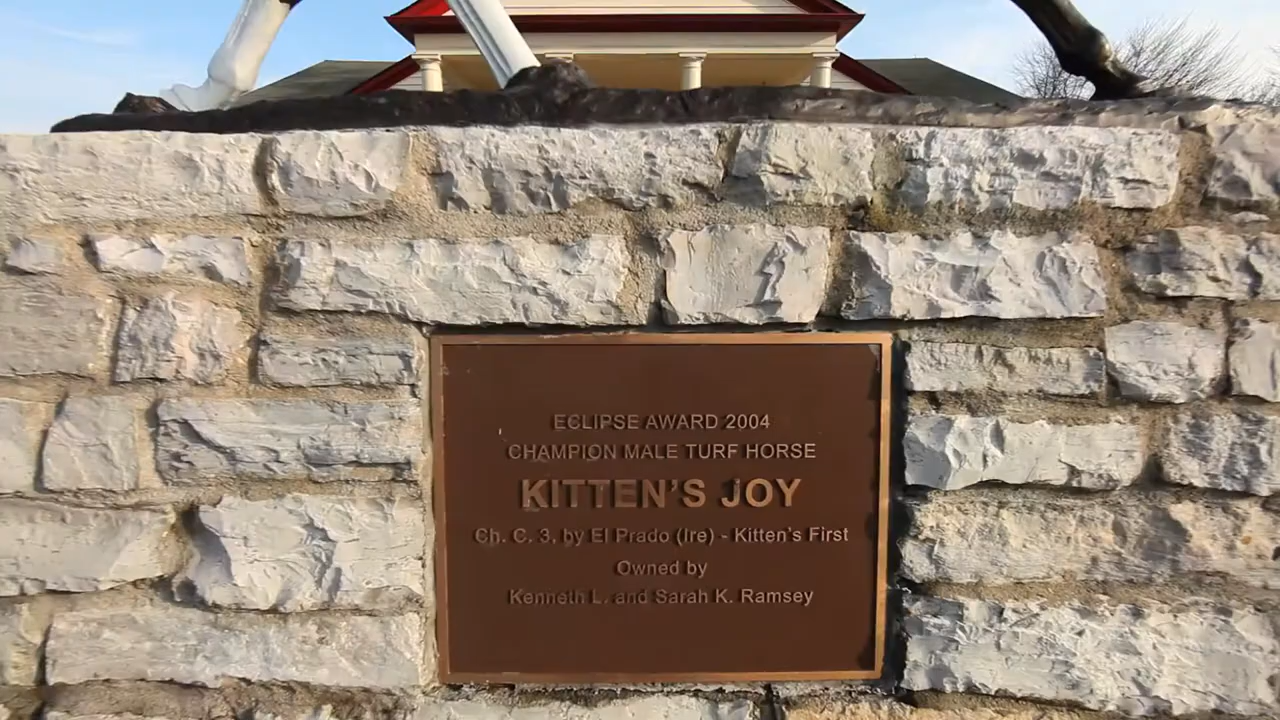 ECLIPSE AWARD 2004
CHAMPION MALE TURF HORSE
KITTEN'S JOY
Ch. C. 3, by El Prado (Ire) - Kitten's First
Owned by
Kenneth L. and Sarah K. Ramsey